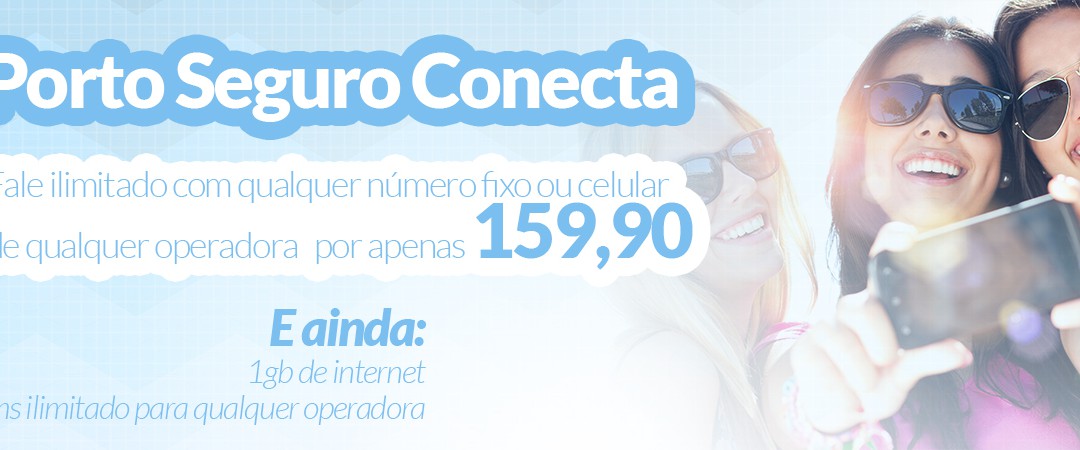 Porto Seguro Conecta
Fale ilimitado com qualquer número fixo ou celular
de qualquer operadora por apenas 159,90
E ainda:
1gb de internet
ilimitado para qualquer operadora